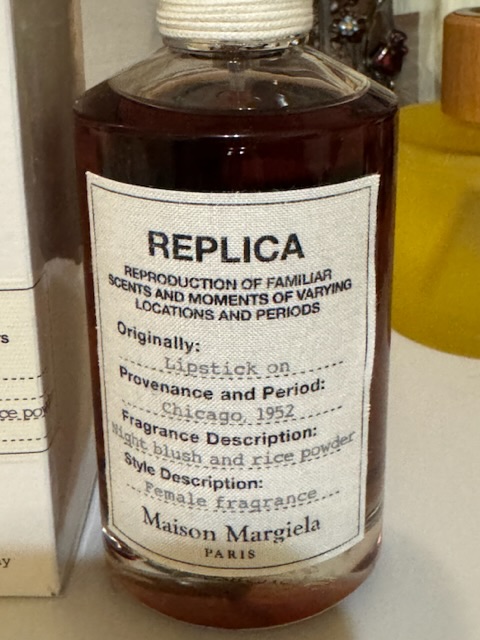 REPLICA
REPRODUCTION OF FAMILIAR
SCENTS AND MOMENTS OF VARYING
LOCATIONS AND PERIODS
Originally:
Lipstick on
Provenance and Period:
Chicago, 1952
Fragrance Description:
Night blush and rice powder
Style Description:
Female fragrance
Maison Margiela
PARIS